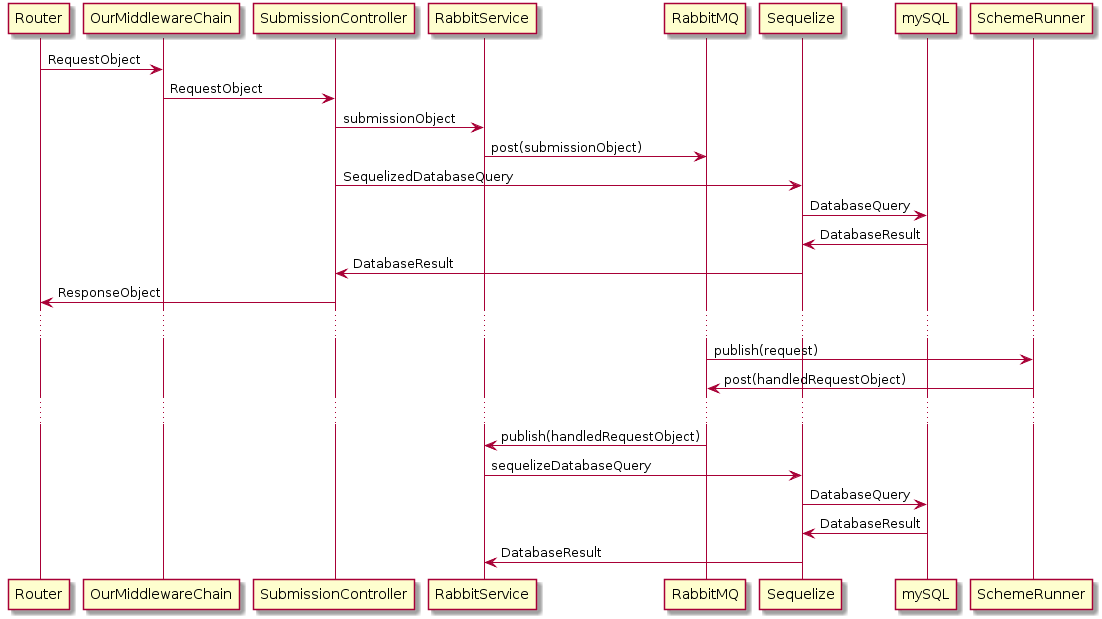 Router OurMiddlewareChain SubmissionController RabbitService RabbitMQ Sequelize mySQL SchemeRunner
RequestObject
RequestObject
submissionObject
post(submissionObject)
SequelizedDatabaseQuery
DatabaseQuery
DatabaseResult
DatabaseResult
ResponseObject
publish(request)
post(handledRequestObject)
publish(handledRequestObject)
sequelizeDatabaseQuery
DatabaseQuery
DatabaseResult
DatabaseResult
Router OurMiddlewareChain SubmissionController RabbitService RabbitMQ Sequelize mySQL SchemeRunner